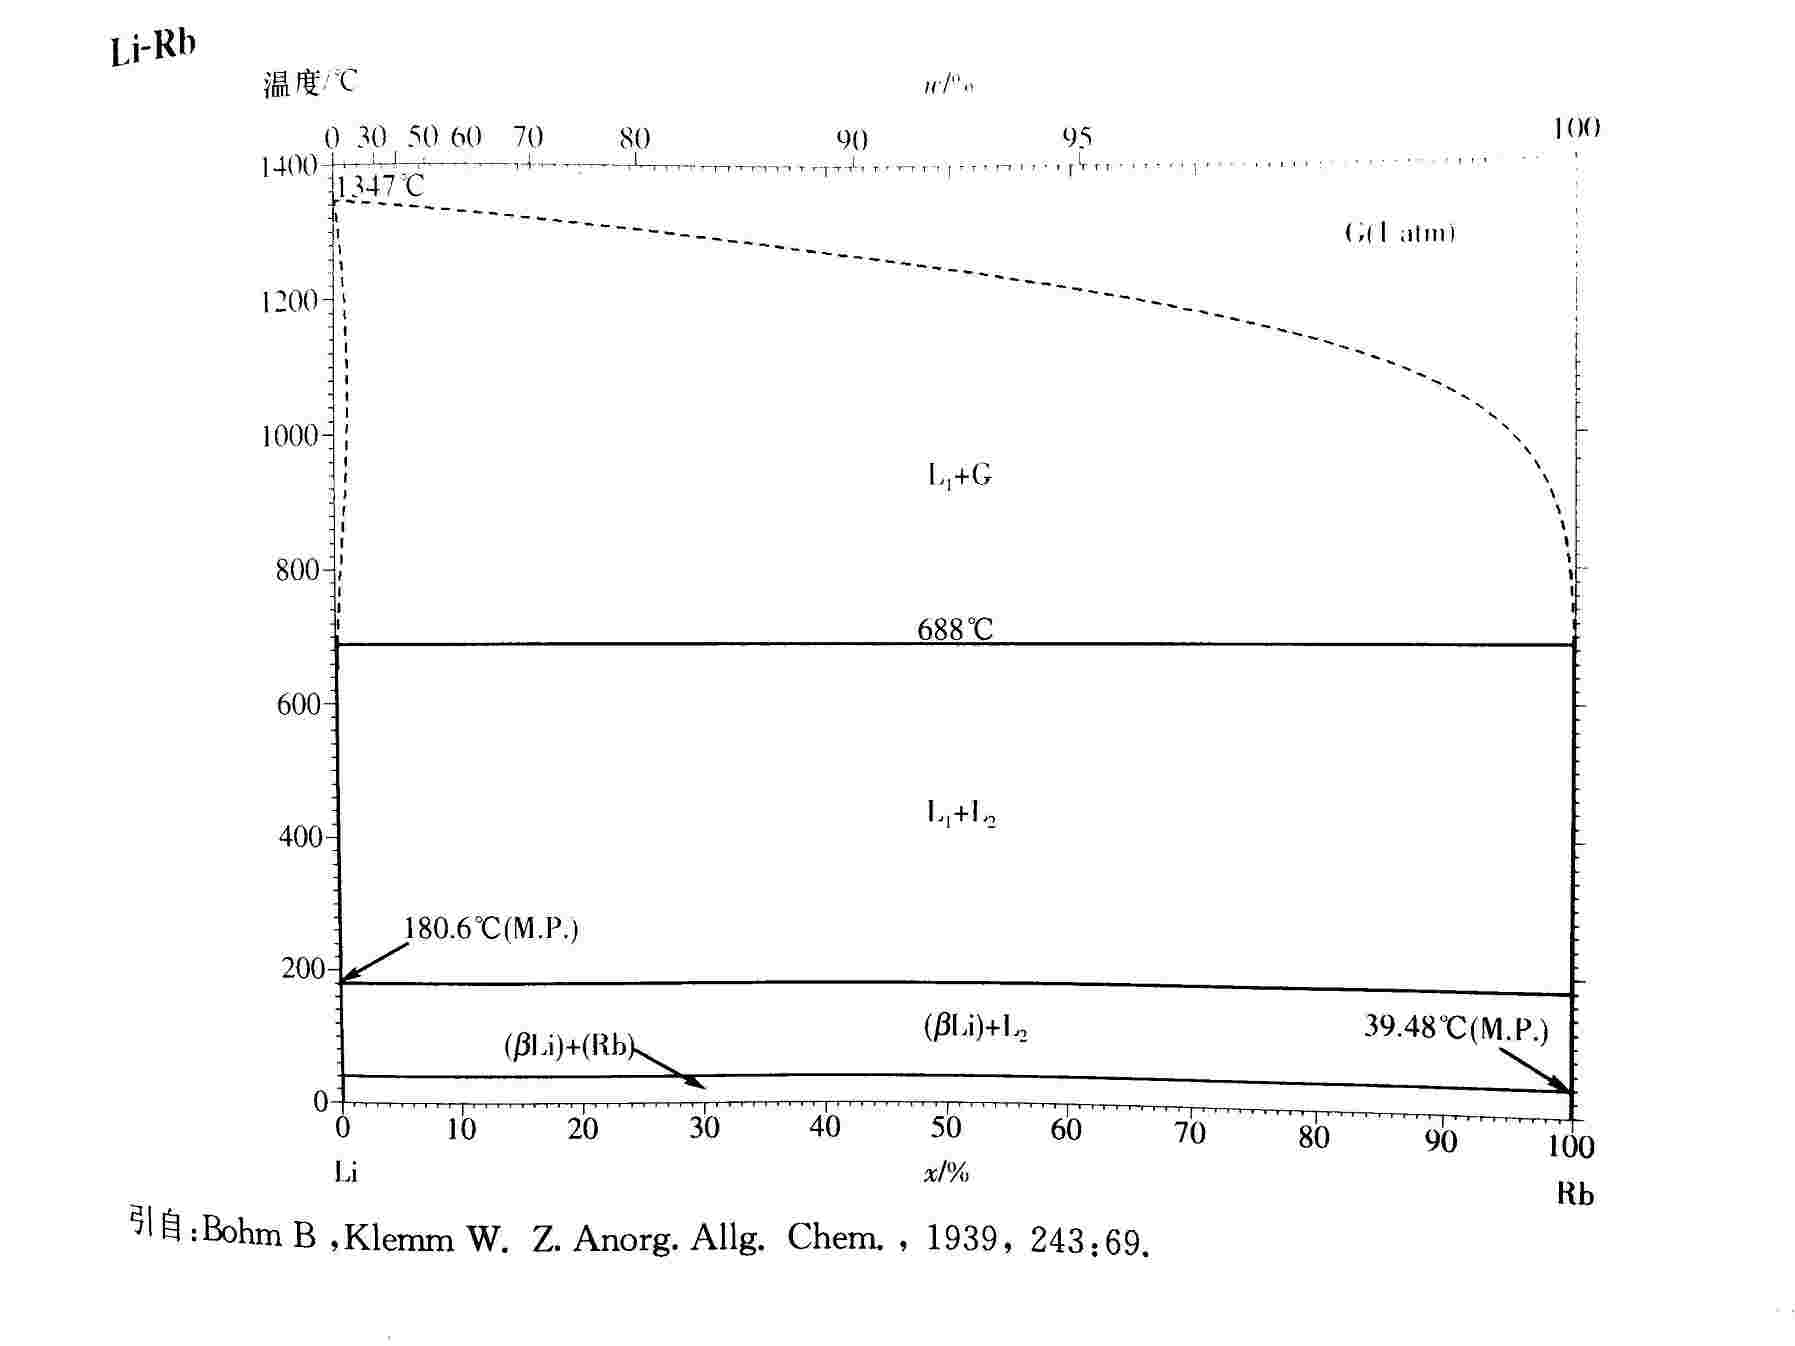 Li-Rb
温度/℃
w/%
0 30 50 60 70 80 90 95 100
1400
1347℃
G(1 atm)
1200
1000
L₁+G
800
688℃
600
L₁+L₂
400
180.6℃(M.P.)
200
(βLi)+L₂
39.48℃(M.P.)
(βLi)+(Rb)
0
0 10 20 30 40 50 60 70 80 90 100
Li
x/%
Rb
引自:Bohm B ,Klemm W. Z. Anorg. Allg. Chem. , 1939, 243:69.